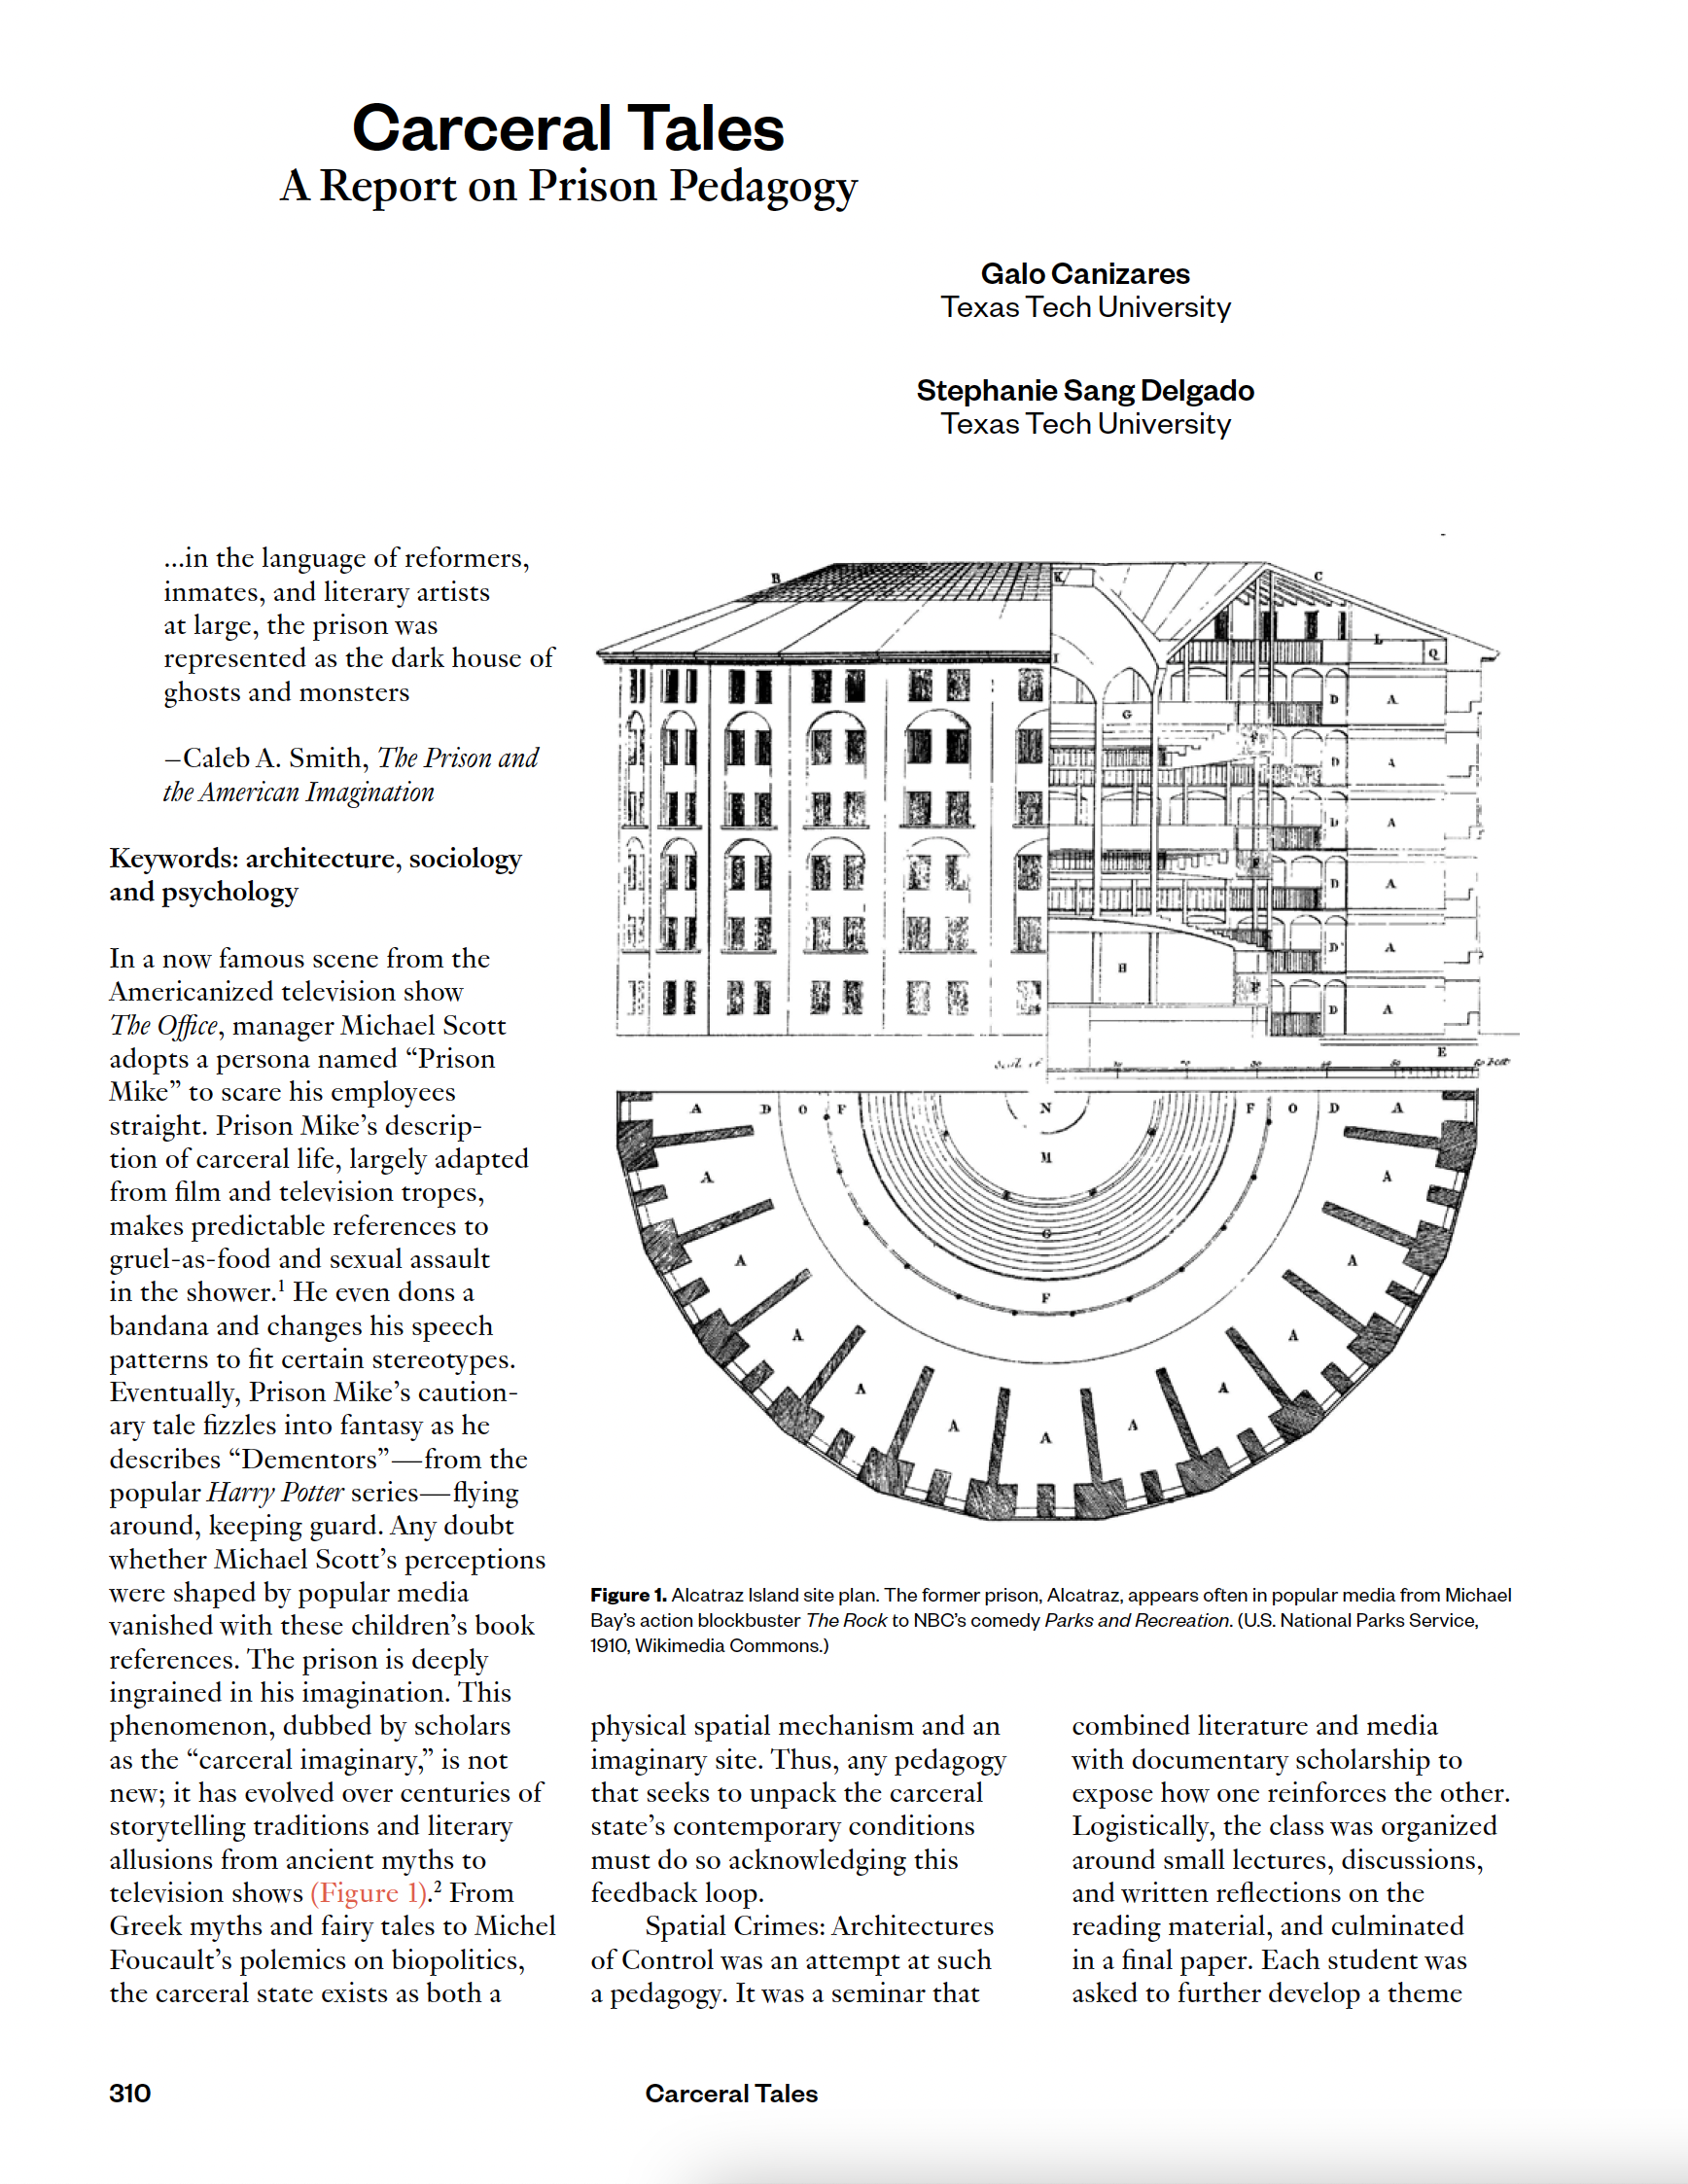 Carceral Tales
A Report on Prison Pedagogy
Galo Canizares
Texas Tech University
Stephanie Sang Delgado
Texas Tech University
...in the language of reformers,
inmates, and literary artists
at large, the prison was
represented as the dark house of
ghosts and monsters
–Caleb A. Smith, The Prison and
the American Imagination
Keywords: architecture, sociology
and psychology
In a now famous scene from the
Americanized television show
The Office, manager Michael Scott
adopts a persona named “Prison
Mike” to scare his employees
straight. Prison Mike’s descrip-
tion of carceral life, largely adapted
from film and television tropes,
makes predictable references to
gruel-as-food and sexual assault
in the shower.¹ He even dons a
bandana and changes his speech
patterns to fit certain stereotypes.
Eventually, Prison Mike’s caution-
ary tale fizzles into fantasy as he
describes “Dementors”—from the
popular Harry Potter series—flying
around, keeping guard. Any doubt
whether Michael Scott’s perceptions
were shaped by popular media
vanished with these children’s book
references. The prison is deeply
ingrained in his imagination. This
phenomenon, dubbed by scholars
as the “carceral imaginary,” is not
new; it has evolved over centuries of
storytelling traditions and literary
allusions from ancient myths to
television shows (Figure 1).² From
Greek myths and fairy tales to Michel
Foucault’s polemics on biopolitics,
the carceral state exists as both a
B K C
I L Q
G D A
D A
D A
D A
H D A
D A
E
A D O F N F O D A
M
A A
G
A A
F
A A
A A
A A
A
Figure 1. Alcatraz Island site plan. The former prison, Alcatraz, appears often in popular media from Michael
Bay’s action blockbuster The Rock to NBC’s comedy Parks and Recreation. (U.S. National Parks Service,
1910, Wikimedia Commons.)
physical spatial mechanism and an
imaginary site. Thus, any pedagogy
that seeks to unpack the carceral
state’s contemporary conditions
must do so acknowledging this
feedback loop.
Spatial Crimes: Architectures
of Control was an attempt at such
a pedagogy. It was a seminar that
combined literature and media
with documentary scholarship to
expose how one reinforces the other.
Logistically, the class was organized
around small lectures, discussions,
and written reflections on the
reading material, and culminated
in a final paper. Each student was
asked to further develop a theme
310
Carceral Tales